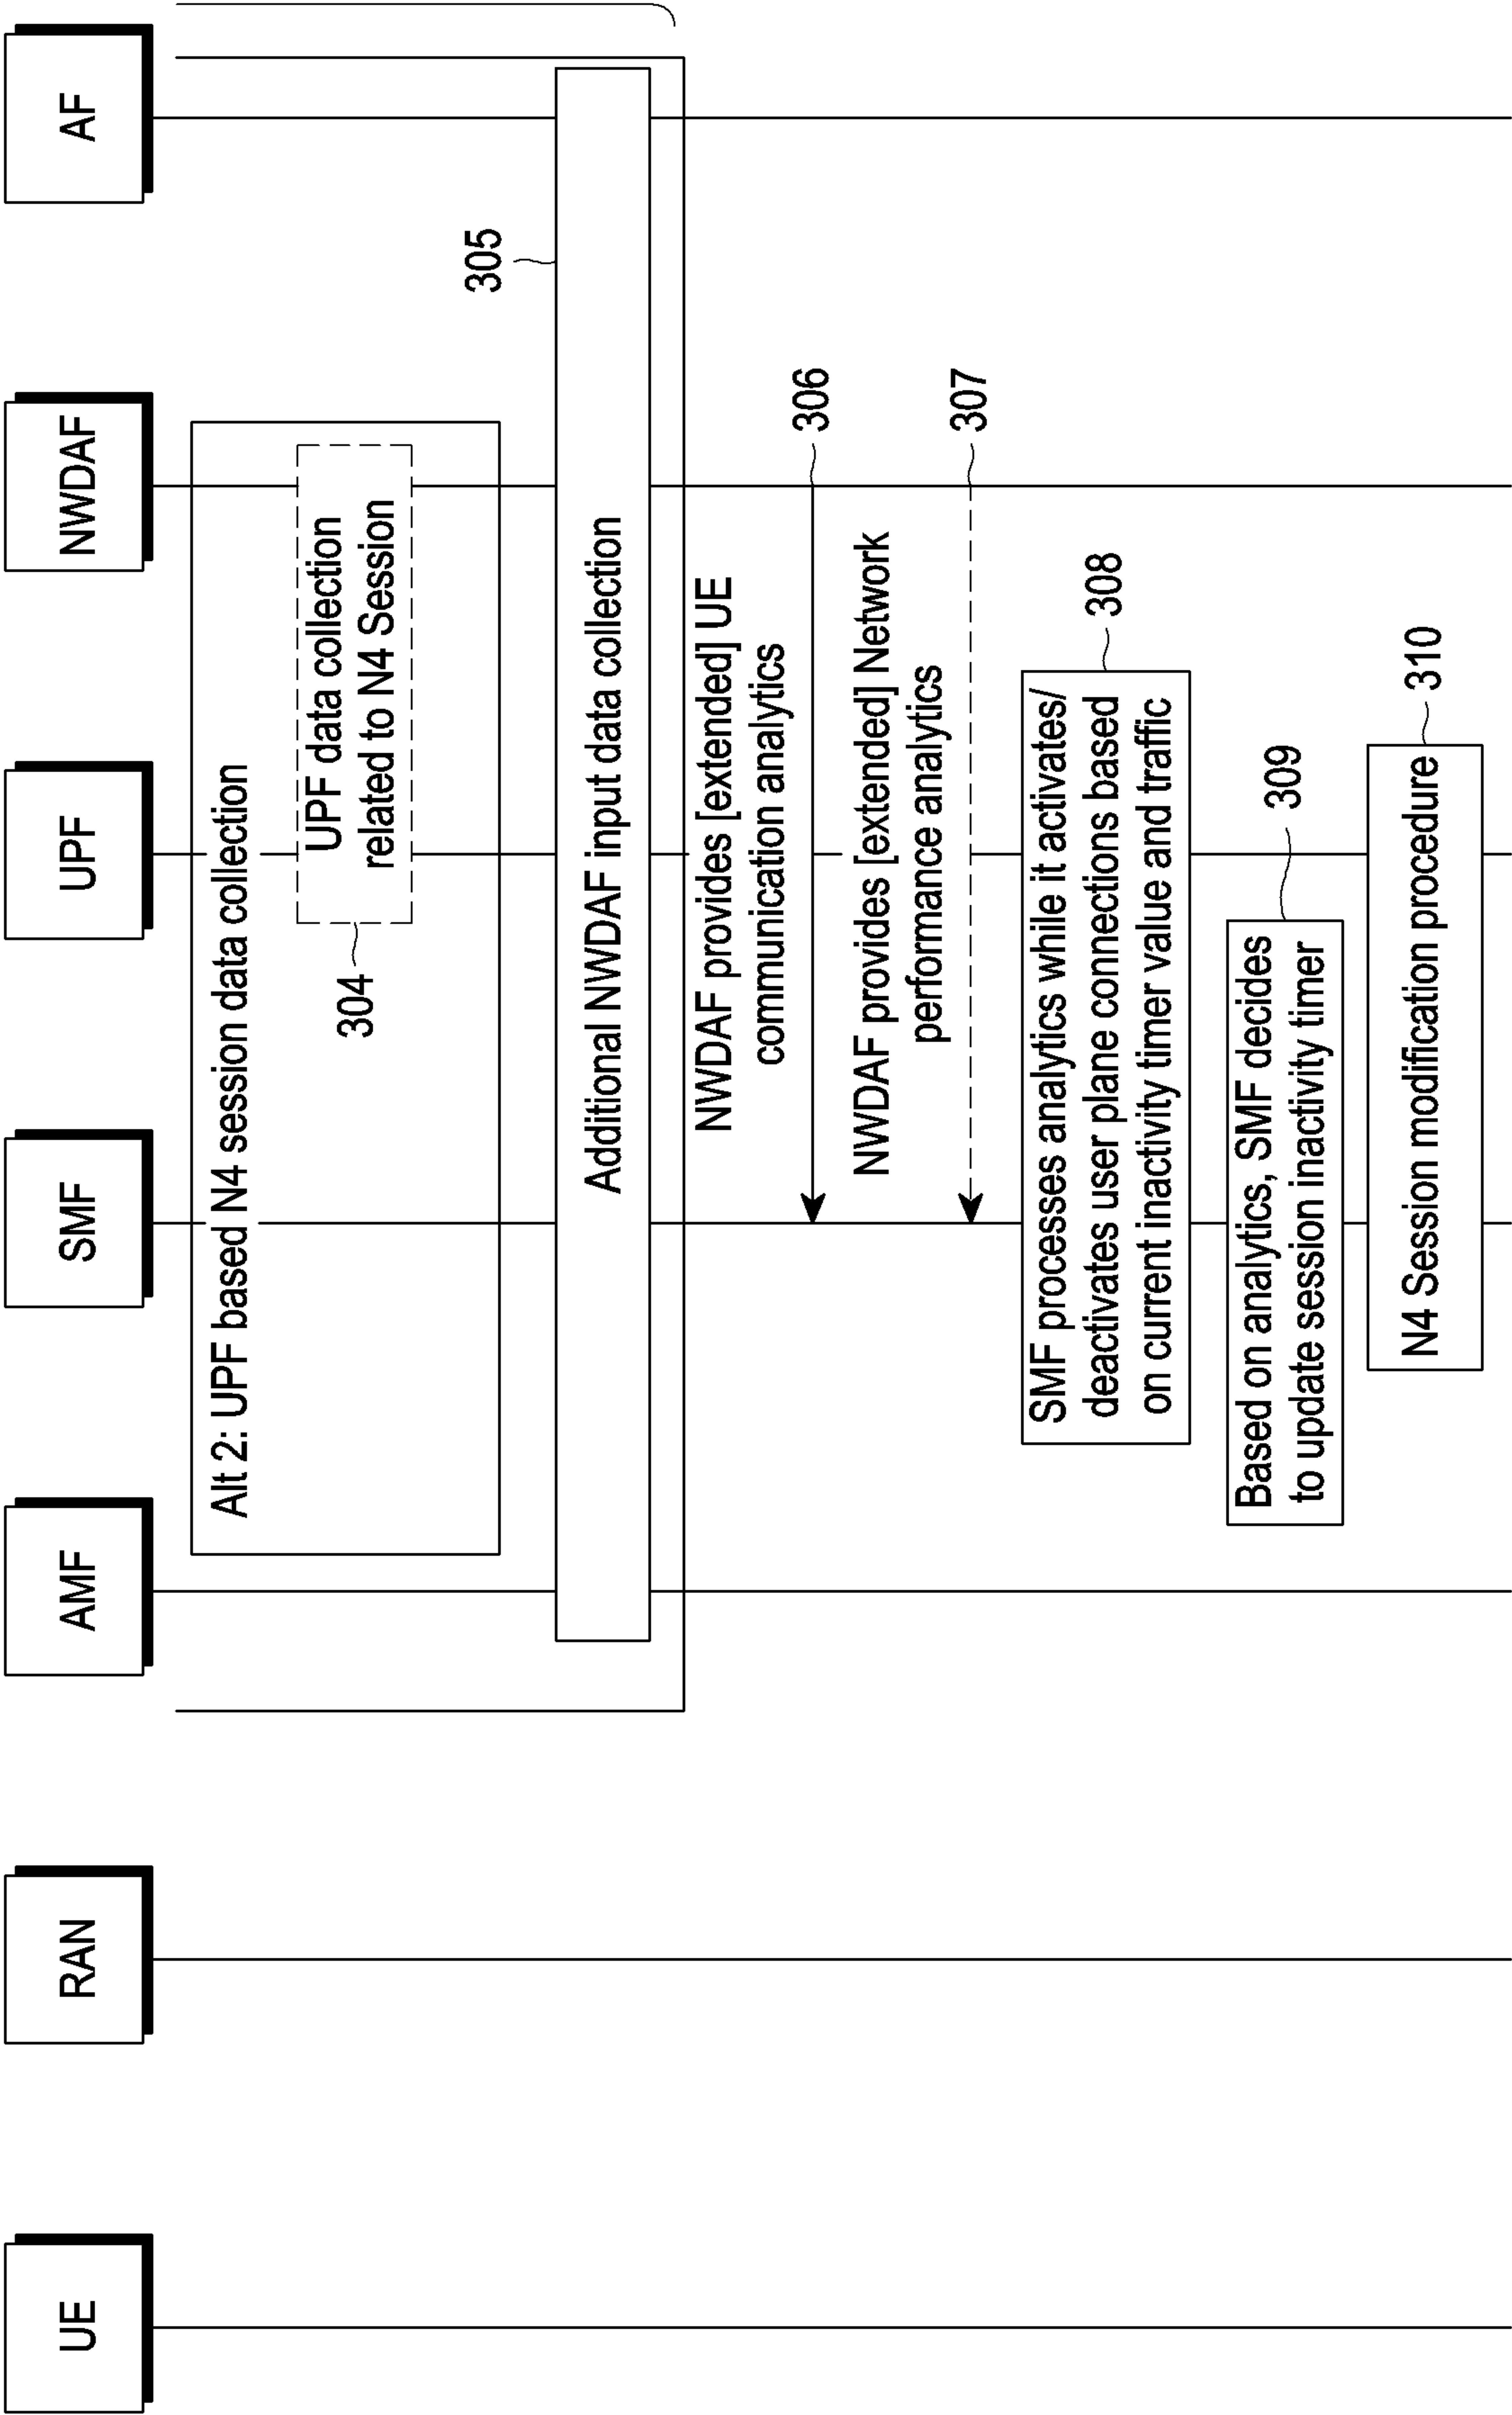 UE
RAN
AMF
SMF
UPF
NWDAF
AF
Alt 2: UPF based N4 session data collection
UPF data collection
related to N4 Session
304
305
Additional NWDAF input data collection
NWDAF provides [extended] UE
communication analytics
306
NWDAF provides [extended] Network
performance analytics
307
SMF processes analytics while it activates/
deactivates user plane connections based
on current inactivity timer value and traffic
308
Based on analytics, SMF decides
to update session inactivity timer
309
N4 Session modification procedure
310